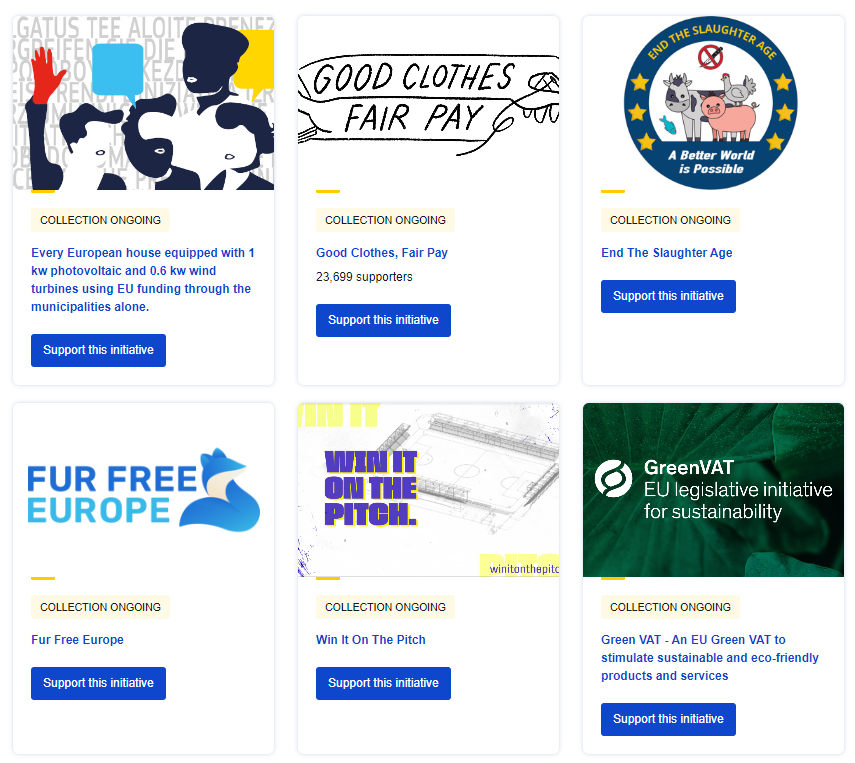 GATUS TEE ALOITE PRENEZ
COLLECTION ONGOING
Every European house equipped with 1
kw photovoltaic and 0.6 kw wind
turbines using EU funding through the
municipalities alone.
Support this initiative
GOOD CLOTHES
FAIR PAY
COLLECTION ONGOING
Good Clothes, Fair Pay
23,699 supporters
Support this initiative
END THE SLAUGHTER AGE
A Better World
is Possible
COLLECTION ONGOING
End The Slaughter Age
Support this initiative
FUR FREE
EUROPE
COLLECTION ONGOING
Fur Free Europe
Support this initiative
WIN IT
WIN IT
ON THE
PITCH.
winitonthepitc
COLLECTION ONGOING
Win It On The Pitch
Support this initiative
GreenVAT
EU legislative initiative
for sustainability
COLLECTION ONGOING
Green VAT - An EU Green VAT to
stimulate sustainable and eco-friendly
products and services
Support this initiative